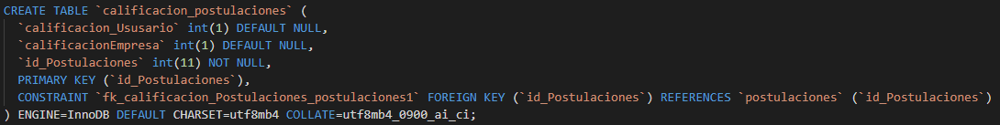 CREATE TABLE `calificacion_postulaciones` (
  `calificacion_Ususario` int(1) DEFAULT NULL,
  `calificacionEmpresa` int(1) DEFAULT NULL,
  `id_Postulaciones` int(11) NOT NULL,
  PRIMARY KEY (`id_Postulaciones`),
  CONSTRAINT `fk_calificacion_Postulaciones_postulaciones1` FOREIGN KEY (`id_Postulaciones`) REFERENCES `postulaciones` (`id_Postulaciones`)
) ENGINE=InnoDB DEFAULT CHARSET=utf8mb4 COLLATE=utf8mb4_0900_ai_ci;